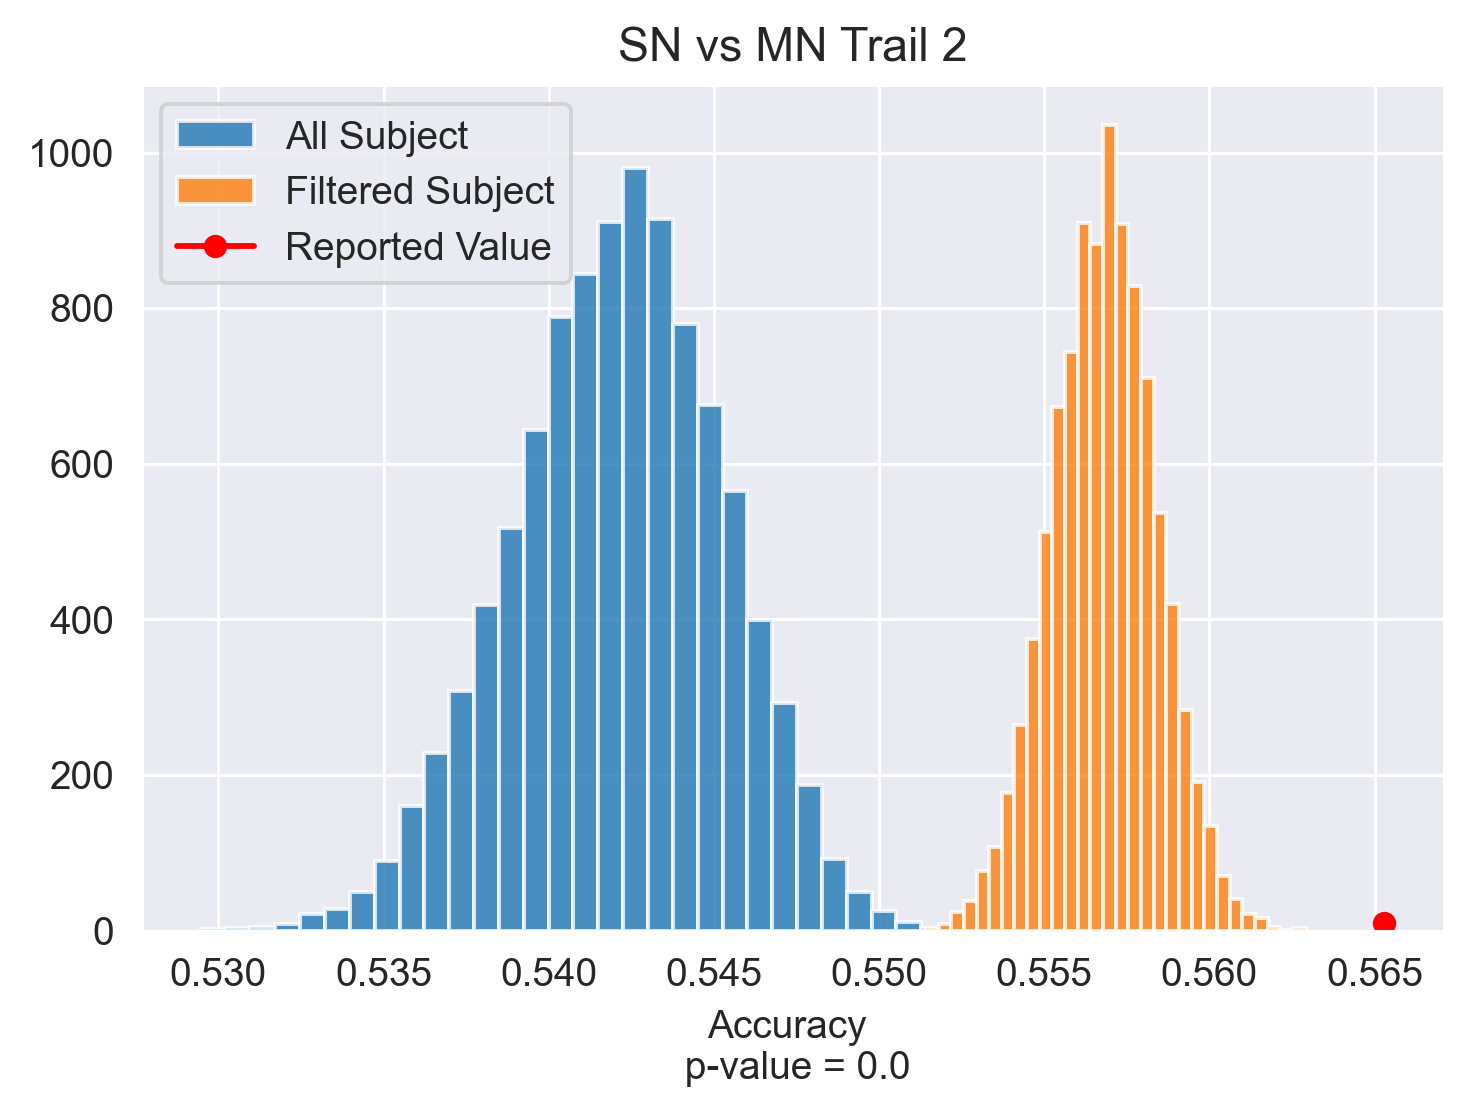 SN vs MN Trail 2
All Subject
Filtered Subject
Reported Value
1000
800
600
400
200
0
0.530 0.535 0.540 0.545 0.550 0.555 0.560 0.565
Accuracy
p-value = 0.0